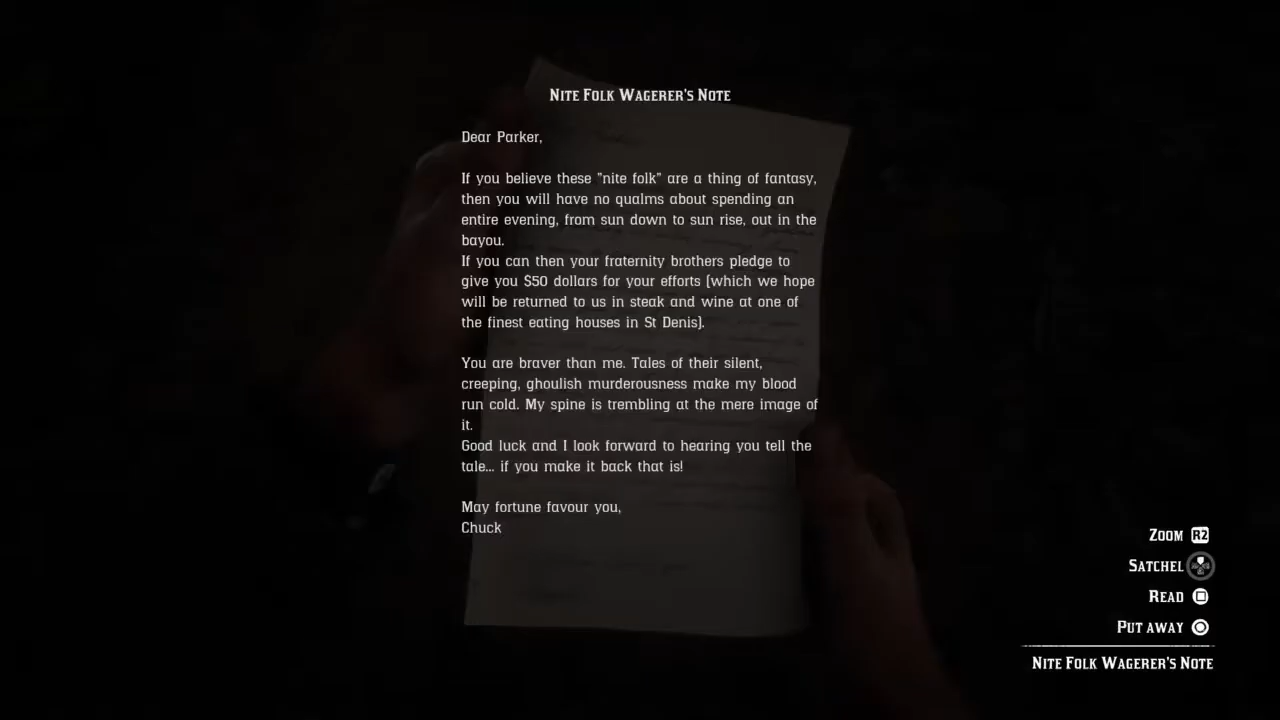 NITE FOLK WAGERER'S NOTE
Dear Parker,
If you believe these "nite folk" are a thing of fantasy,
then you will have no qualms about spending an
entire evening, from sun down to sun rise, out in the
bayou.
If you can then your fraternity brothers pledge to
give you $50 dollars for your efforts (which we hope
will be returned to us in steak and wine at one of
the finest eating houses in St Denis).
You are braver than me. Tales of their silent,
creeping, ghoulish murderousness make my blood
run cold. My spine is trembling at the mere image of
it.
Good luck and I look forward to hearing you tell the
tale... if you make it back that is!
May fortune favour you,
Chuck
ZOOM R2
SATCHEL
READ
PUT AWAY
NITE FOLK WAGERER'S NOTE